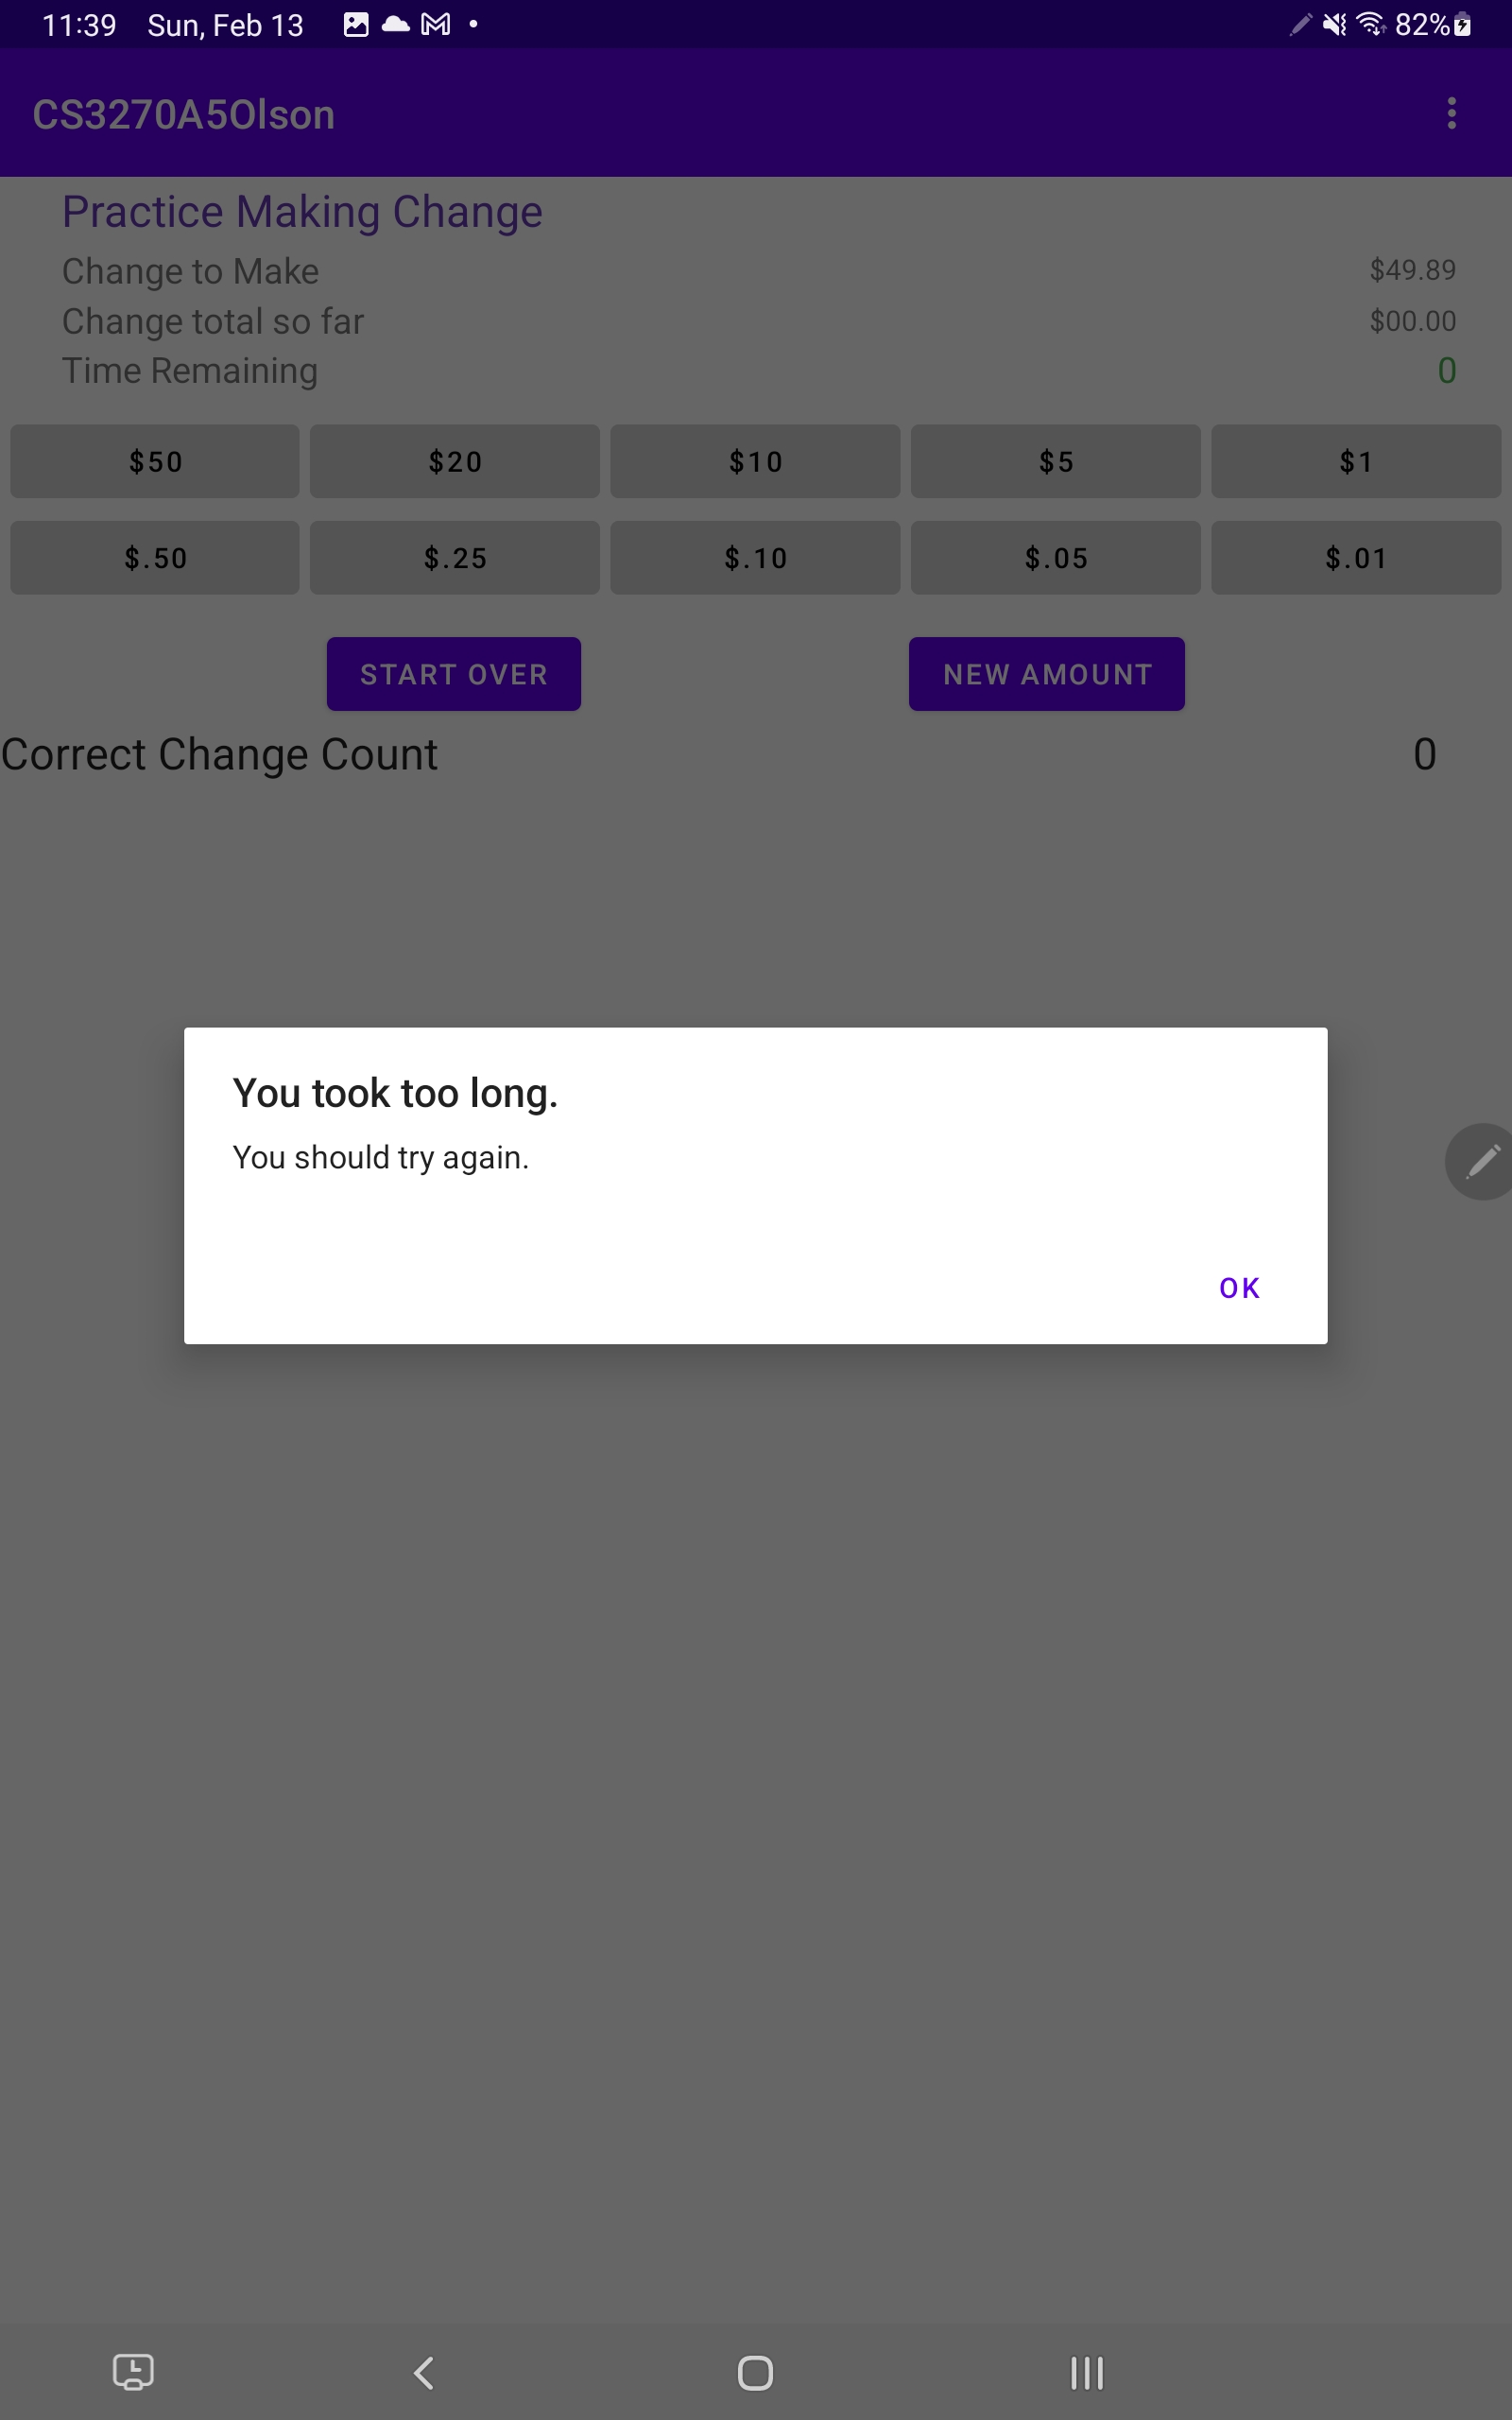 11:39 Sun, Feb 13 82%
CS3270A5Olson
Practice Making Change
Change to Make $49.89
Change total so far $00.00
Time Remaining 0
$50 $20 $10 $5 $1
$.50 $.25 $.10 $.05 $.01
START OVER NEW AMOUNT
Correct Change Count 0
You took too long.
You should try again.
OK